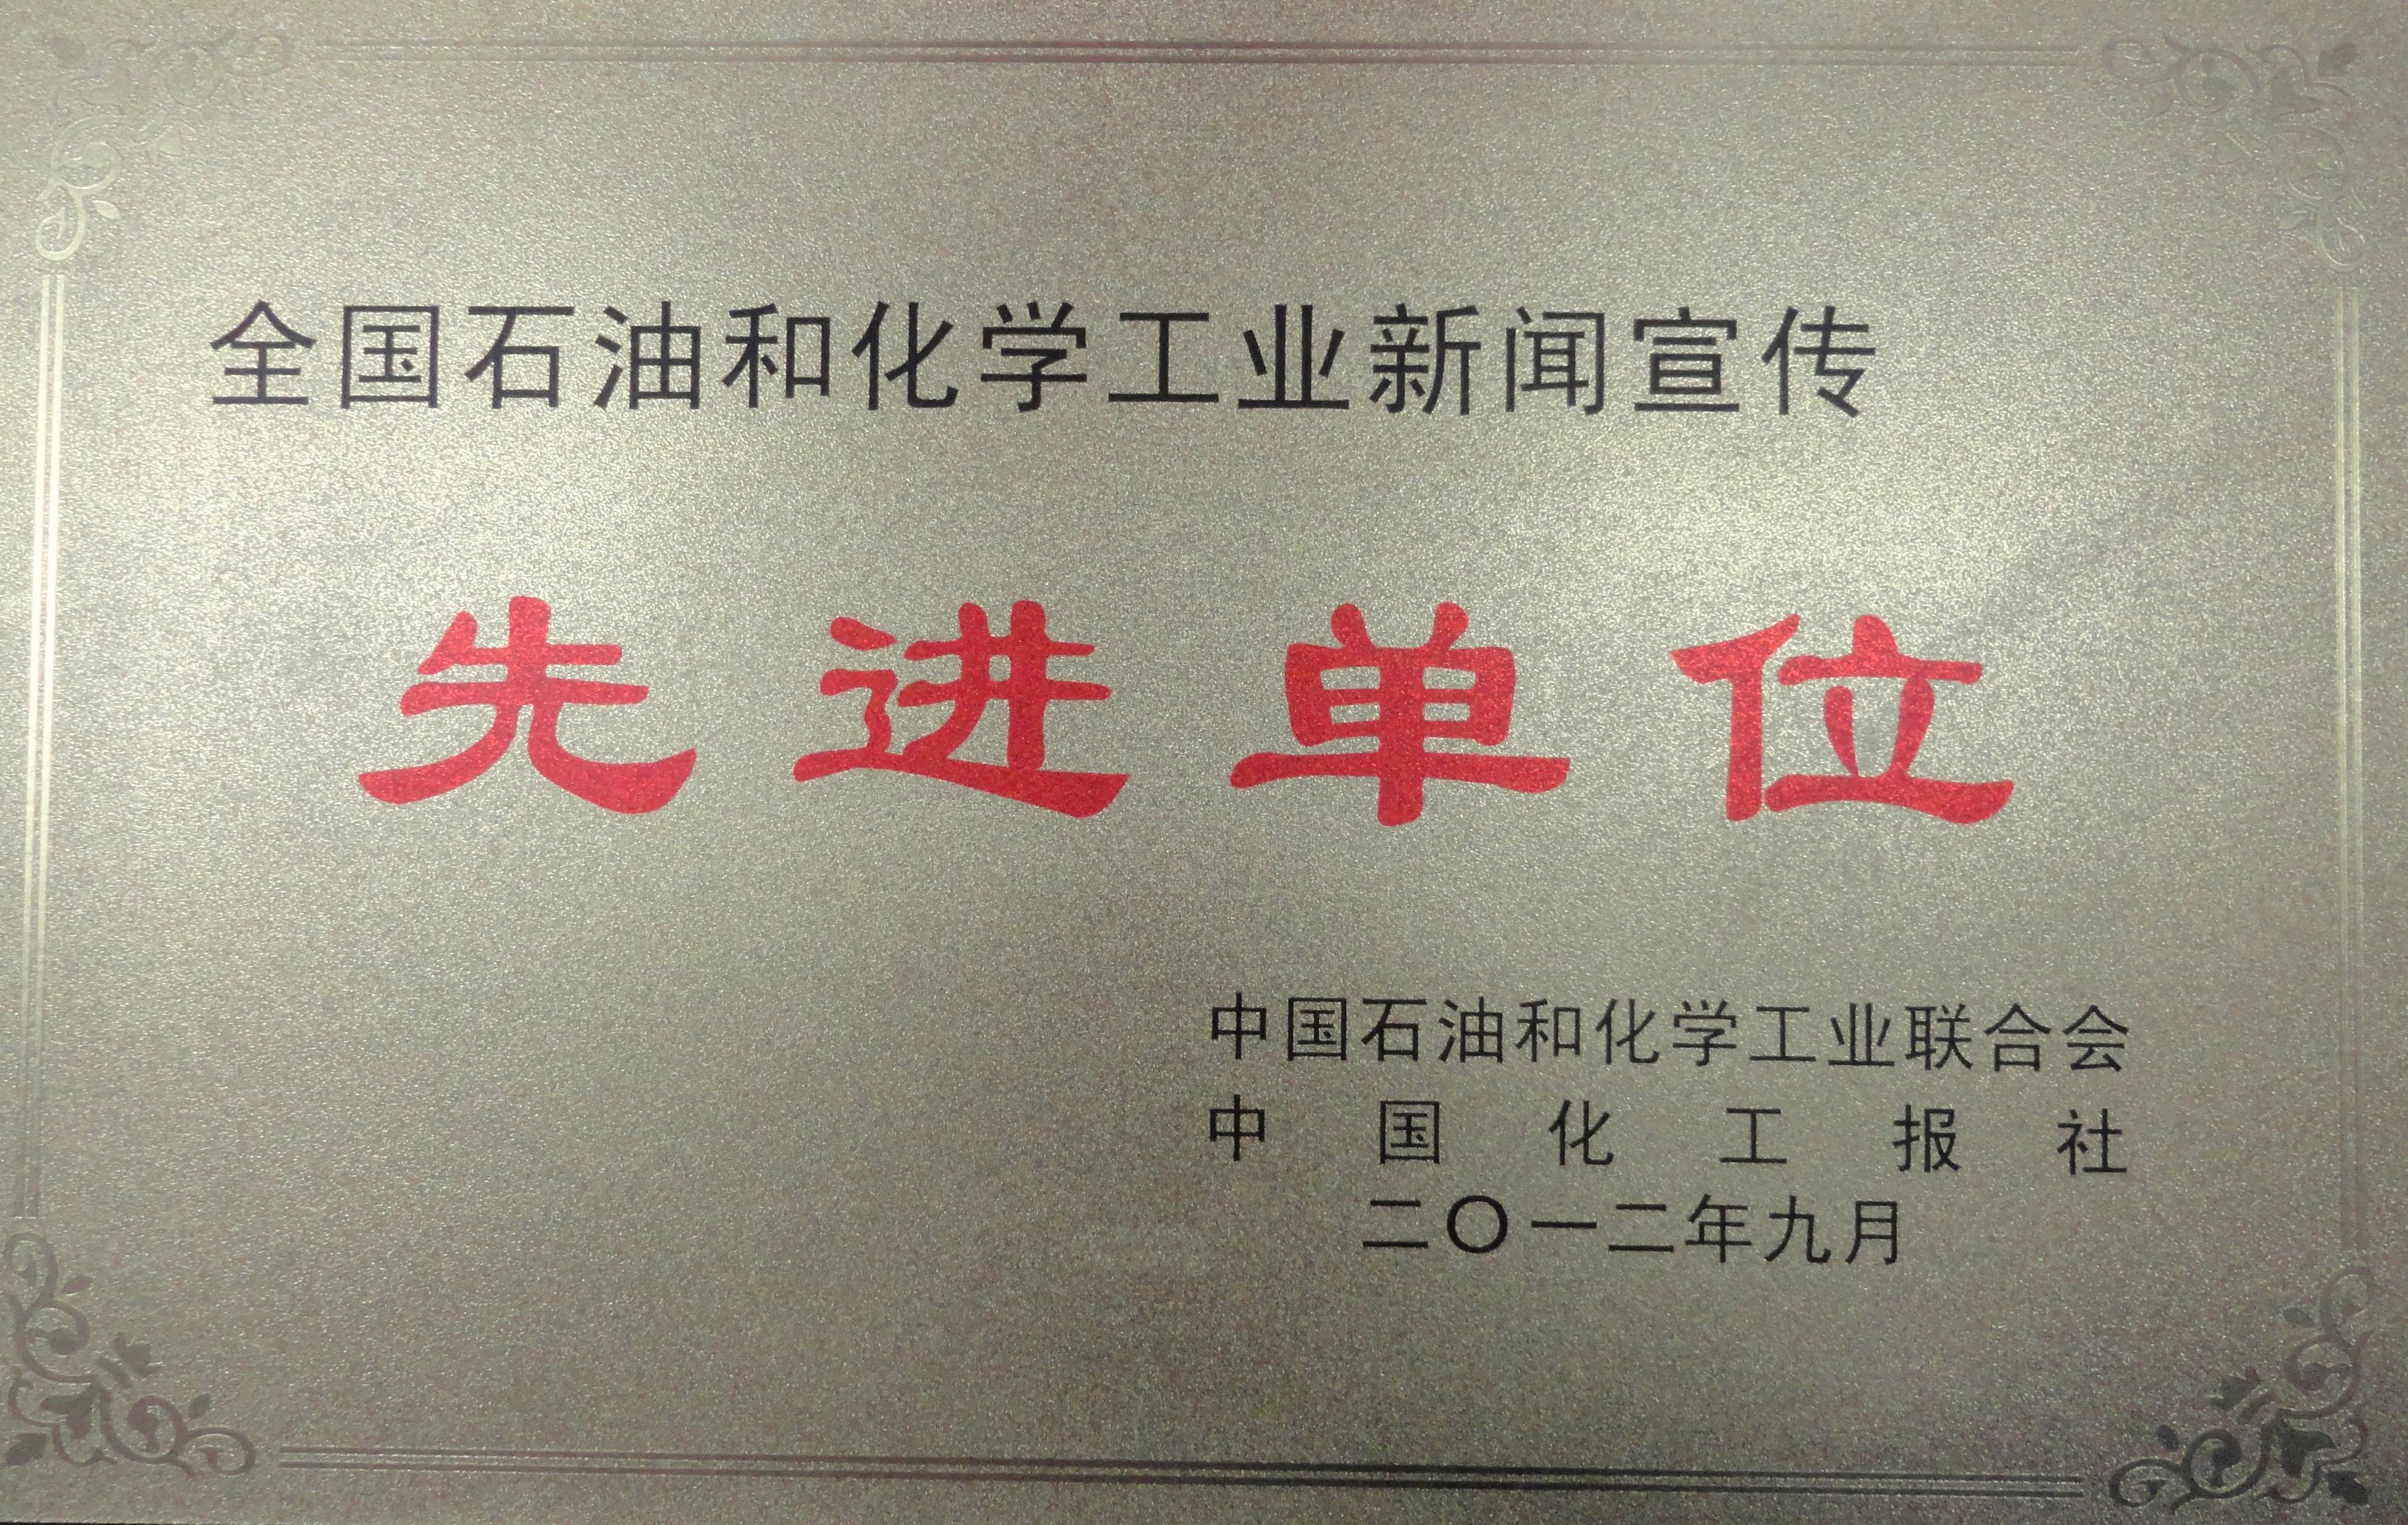 全国石油和化学工业新闻宣传
先进单位
中国石油和化学工业联合会
中国化工报社
二〇一二年九月